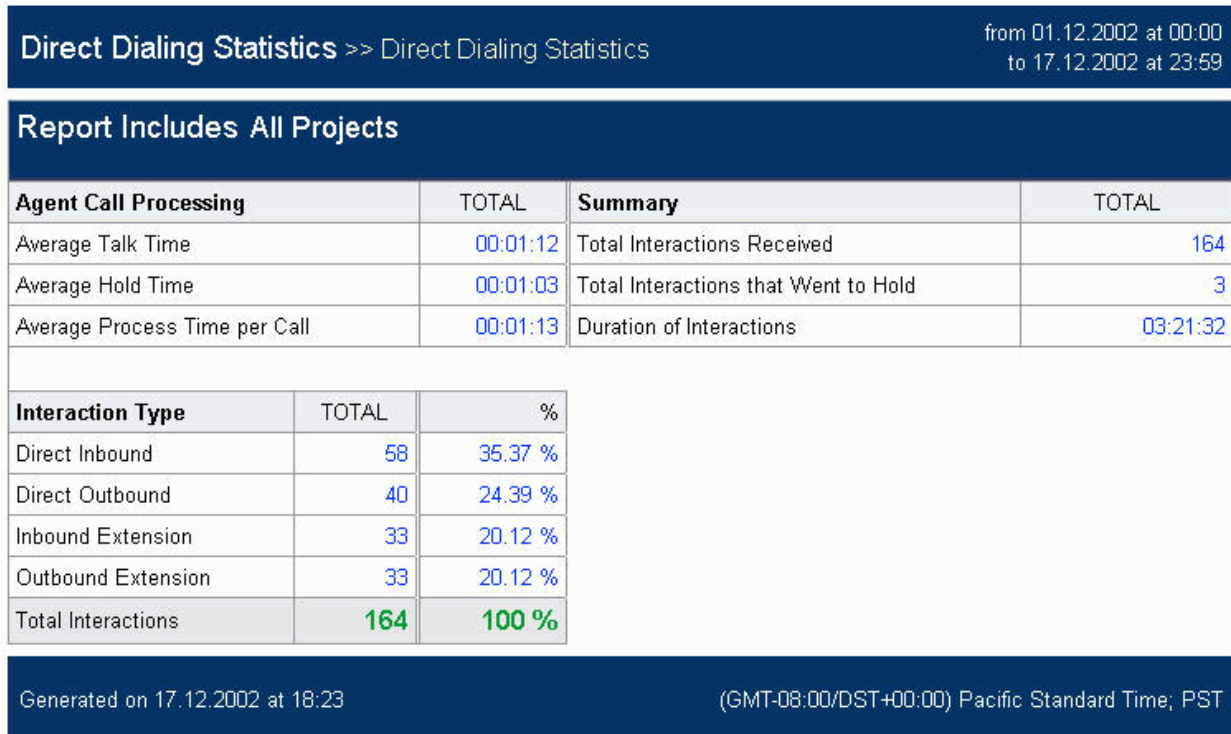 Direct Dialing Statistics >> Direct Dialing Statistics
from 01.12.2002 at 00:00
to 17.12.2002 at 23:59
Report Includes All Projects
Agent Call Processing TOTAL Summary TOTAL
Average Talk Time 00:01:12 Total Interactions Received 164
Average Hold Time 00:01:03 Total Interactions that Went to Hold 3
Average Process Time per Call 00:01:13 Duration of Interactions 03:21:32
Interaction Type TOTAL %
Direct Inbound 58 35.37 %
Direct Outbound 40 24.39 %
Inbound Extension 33 20.12 %
Outbound Extension 33 20.12 %
Total Interactions 164 100 %
Generated on 17.12.2002 at 18:23 (GMT-08:00/DST+00:00) Pacific Standard Time; PST